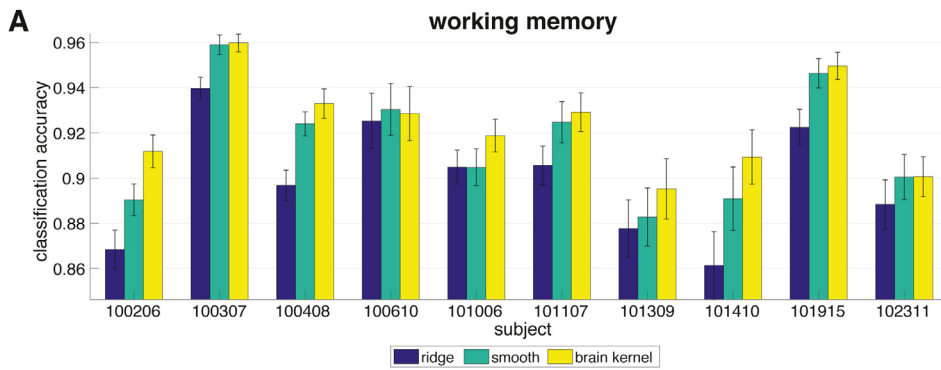 A
working memory
classification accuracy
0.96
0.94
0.92
0.9
0.88
0.86
100206 100307 100408 100610 101006 101107 101309 101410 101915 102311
subject
ridge smooth brain kernel